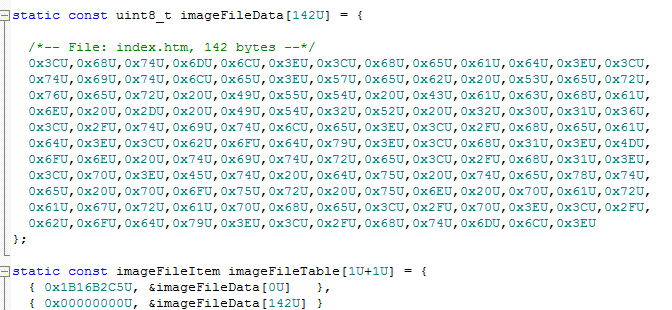 static const uint8_t imageFileData[142U] = {
/*-- File: index.htm, 142 bytes --*/
0x3CU,0x68U,0x74U,0x6DU,0x6CU,0x3EU,0x3CU,0x68U,0x65U,0x61U,0x64U,0x3EU,0x3CU,
0x74U,0x69U,0x74U,0x6CU,0x65U,0x3EU,0x57U,0x65U,0x62U,0x20U,0x53U,0x65U,0x72U,
0x76U,0x65U,0x72U,0x20U,0x49U,0x55U,0x54U,0x20U,0x43U,0x61U,0x63U,0x68U,0x61U,
0x6EU,0x20U,0x2DU,0x20U,0x49U,0x54U,0x32U,0x52U,0x20U,0x32U,0x30U,0x31U,0x36U,
0x3CU,0x2FU,0x74U,0x69U,0x74U,0x6CU,0x65U,0x3EU,0x3CU,0x2FU,0x68U,0x65U,0x61U,
0x64U,0x3EU,0x3CU,0x62U,0x6FU,0x64U,0x79U,0x3EU,0x3CU,0x68U,0x31U,0x3EU,0x4DU,
0x6FU,0x6EU,0x20U,0x74U,0x69U,0x74U,0x72U,0x65U,0x3CU,0x2FU,0x68U,0x31U,0x3EU,
0x3CU,0x70U,0x3EU,0x45U,0x74U,0x20U,0x64U,0x75U,0x20U,0x74U,0x65U,0x78U,0x74U,
0x65U,0x20U,0x70U,0x6FU,0x75U,0x72U,0x20U,0x75U,0x6EU,0x20U,0x70U,0x61U,0x72U,
0x61U,0x67U,0x72U,0x61U,0x70U,0x68U,0x65U,0x3CU,0x2FU,0x70U,0x3EU,0x3CU,0x2FU,
0x62U,0x6FU,0x64U,0x79U,0x3EU,0x3CU,0x2FU,0x68U,0x74U,0x6DU,0x6CU,0x3EU
};
static const imageFileItem imageFileTable[1U+1U] = {
{ 0x1B16B2C5U, &imageFileData[0U] },
{ 0x00000000U, &imageFileData[142U] }